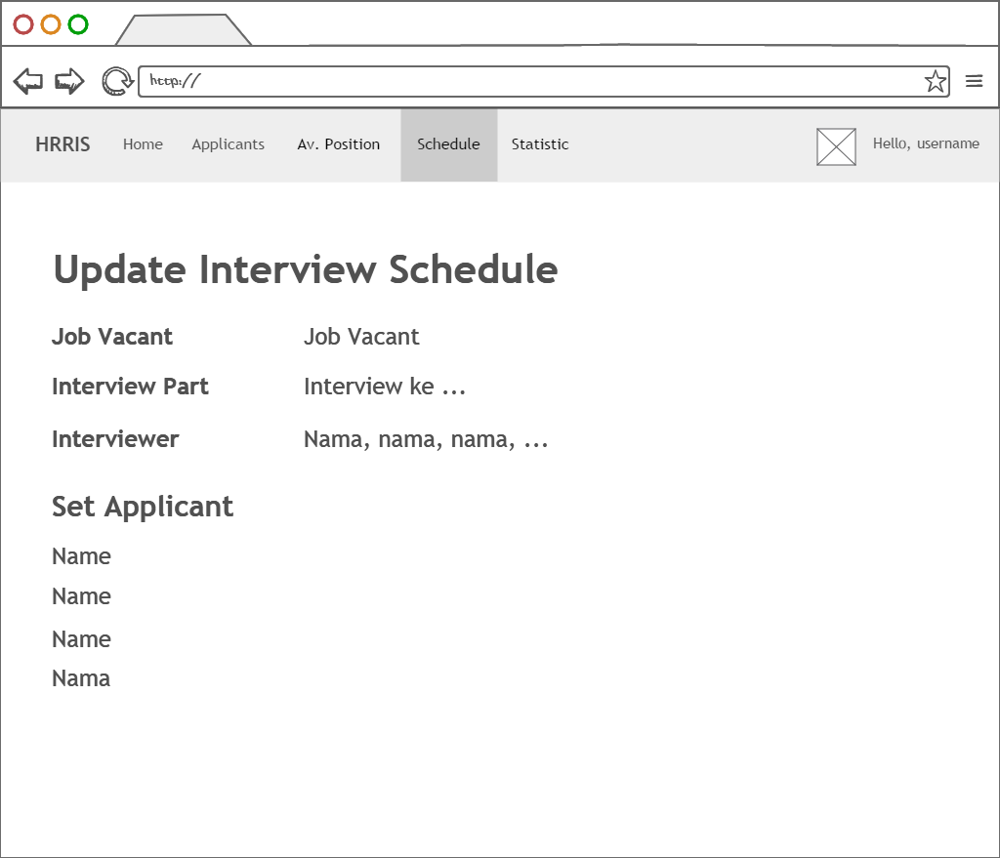 http://
HRRIS Home Applicants Av. Position Schedule Statistic Hello, username
Update Interview Schedule
Job Vacant Job Vacant
Interview Part Interview ke ...
Interviewer Nama, nama, nama, ...
Set Applicant
Name
Name
Name
Nama